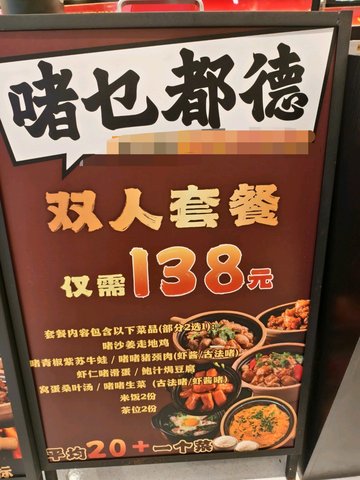 啫乜都德
双人套餐
仅需138元
套餐内容包含以下菜品(部分2选1):
啫沙姜走地鸡
啫青椒紫苏牛蛙 / 啫啫猪颈肉(虾酱/古法啫)
虾仁啫滑蛋 / 鲍汁焗豆腐
窝蛋桑叶汤 / 啫啫生菜 (古法啫/虾酱啫)
米饭2份
茶位2份
平均20+一个菜